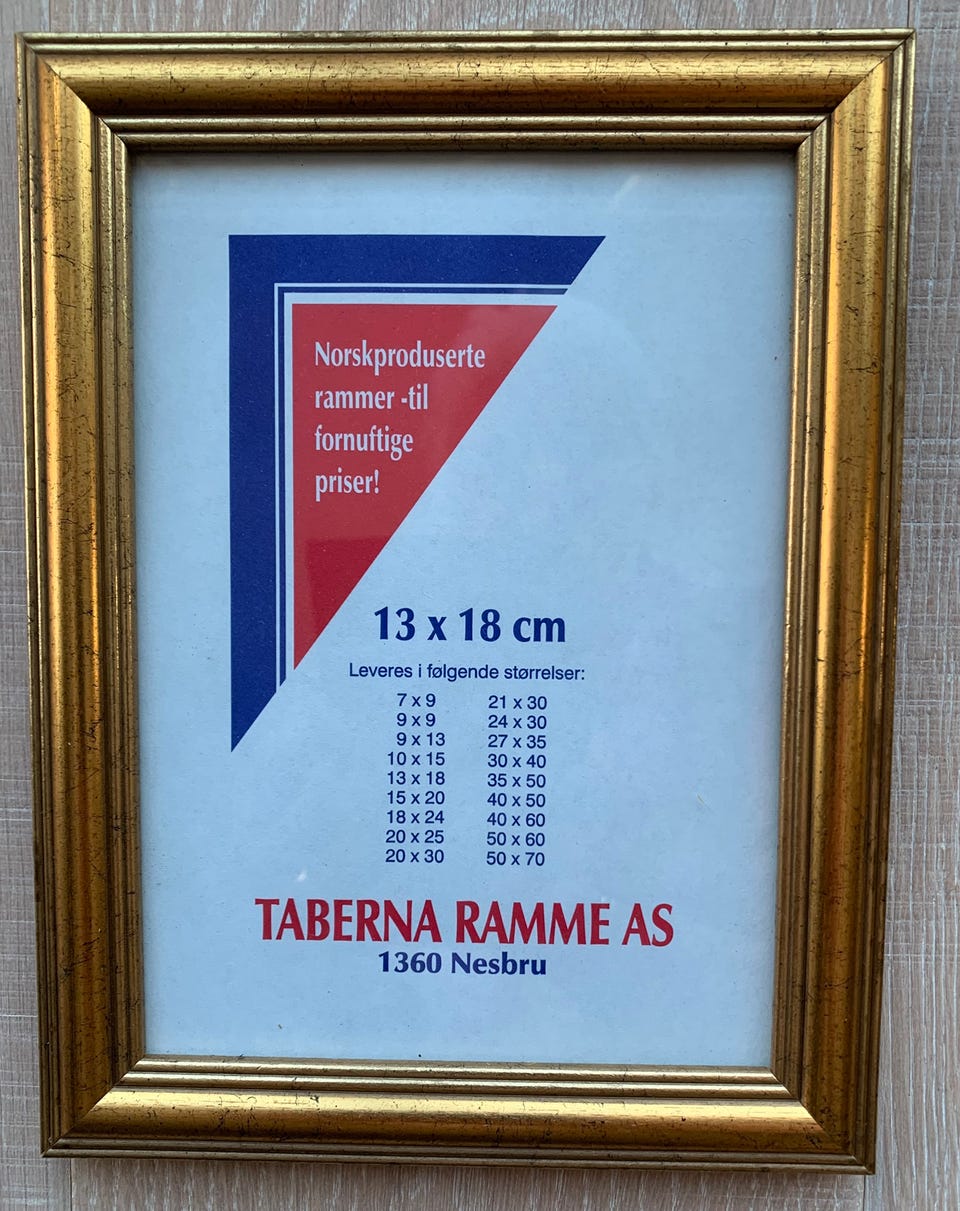 Norskproduserte
rammer -til
fornuftige
priser!
13 x 18 cm
Leveres i følgende størrelser:
7 x 9 21 x 30
9 x 9 24 x 30
9 x 13 27 x 35
10 x 15 30 x 40
13 x 18 35 x 50
15 x 20 40 x 50
18 x 24 40 x 60
20 x 25 50 x 60
20 x 30 50 x 70
TABERNA RAMME AS
1360 Nesbru